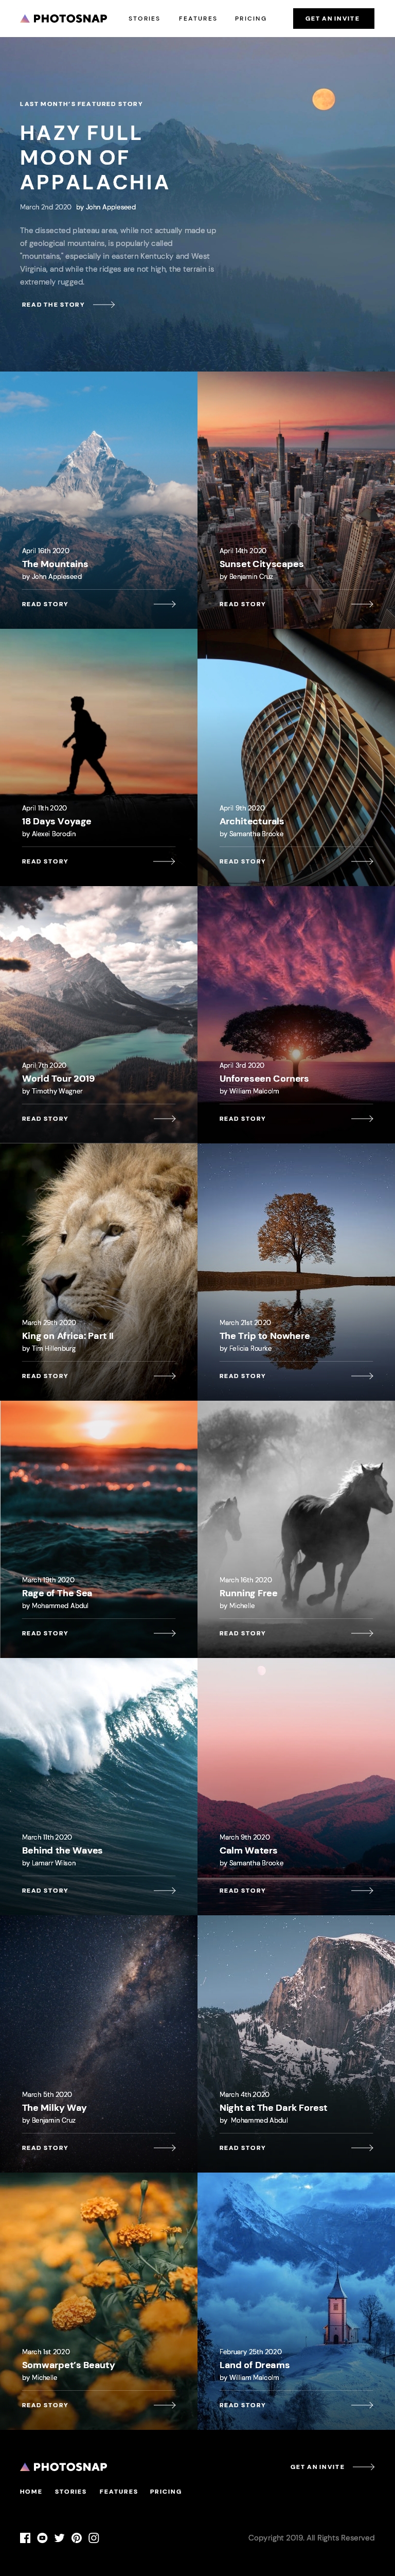 PHOTOSNAP
STORIES FEATURES PRICING
GET AN INVITE
LAST MONTH'S FEATURED STORY
HAZY FULL
MOON OF
APPALACHIA
March 2nd 2020 by John Appleseed
The dissected plateau area, while not actually made up
of geological mountains, is popularly called
"mountains," especially in eastern Kentucky and West
Virginia, and while the ridges are not high, the terrain is
extremely rugged.
READ THE STORY
April 16th 2020
The Mountains
by John Appleseed
READ STORY
April 14th 2020
Sunset Cityscapes
by Benjamin Cruz
READ STORY
April 11th 2020
18 Days Voyage
by Alexei Borodin
READ STORY
April 9th 2020
Architecturals
by Samantha Brooke
READ STORY
April 7th 2020
World Tour 2019
by Timothy Wagner
READ STORY
April 3rd 2020
Unforeseen Corners
by William Malcolm
READ STORY
March 29th 2020
King on Africa: Part II
by Tim Hillenburg
READ STORY
March 21st 2020
The Trip to Nowhere
by Felicia Rourke
READ STORY
March 19th 2020
Rage of The Sea
by Mohammed Abdul
READ STORY
March 16th 2020
Running Free
by Michelle
READ STORY
March 11th 2020
Behind the Waves
by Lamarr Wilson
READ STORY
March 9th 2020
Calm Waters
by Samantha Brooke
READ STORY
March 5th 2020
The Milky Way
by Benjamin Cruz
READ STORY
March 4th 2020
Night at The Dark Forest
by Mohammed Abdul
READ STORY
March 1st 2020
Somwarpet's Beauty
by Michelle
READ STORY
February 25th 2020
Land of Dreams
by William Malcolm
READ STORY
PHOTOSNAP
GET AN INVITE
HOME STORIES FEATURES PRICING
Copyright 2019. All Rights Reserved